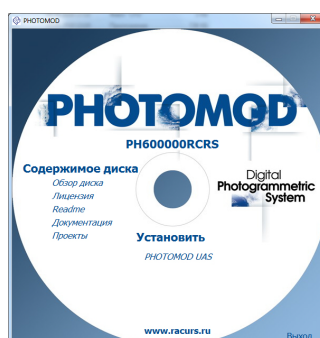 PHOTOMOD
PHOTOMOD
PH600000RCRS
Содержимое диска
Обзор диска
Лицензия
Readme
Документация
Проекты
Digital
Photogrammetric
System
Установить
PHOTOMOD UAS
www.racurs.ru
Выход